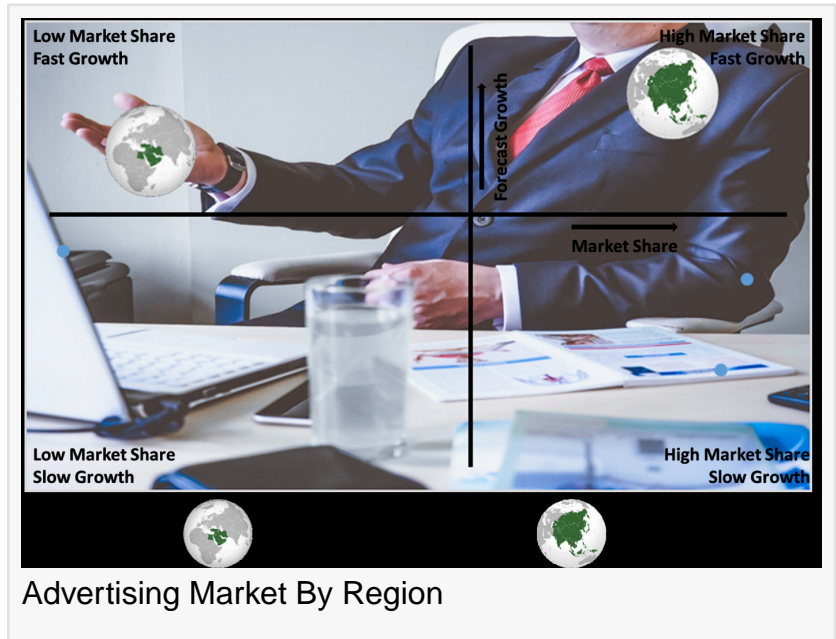 Low Market Share
Fast Growth
High Market Share
Fast Growth
Forecast Growth
Market Share
Low Market Share
Slow Growth
High Market Share
Slow Growth
Advertising Market By Region